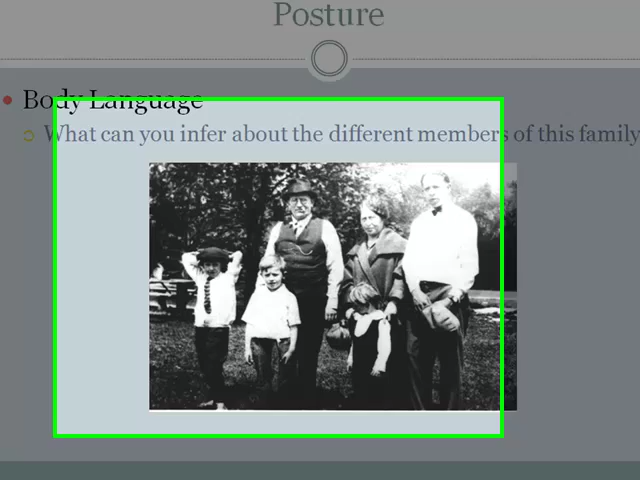 Posture
Body Language
What can you infer about the different members of this family